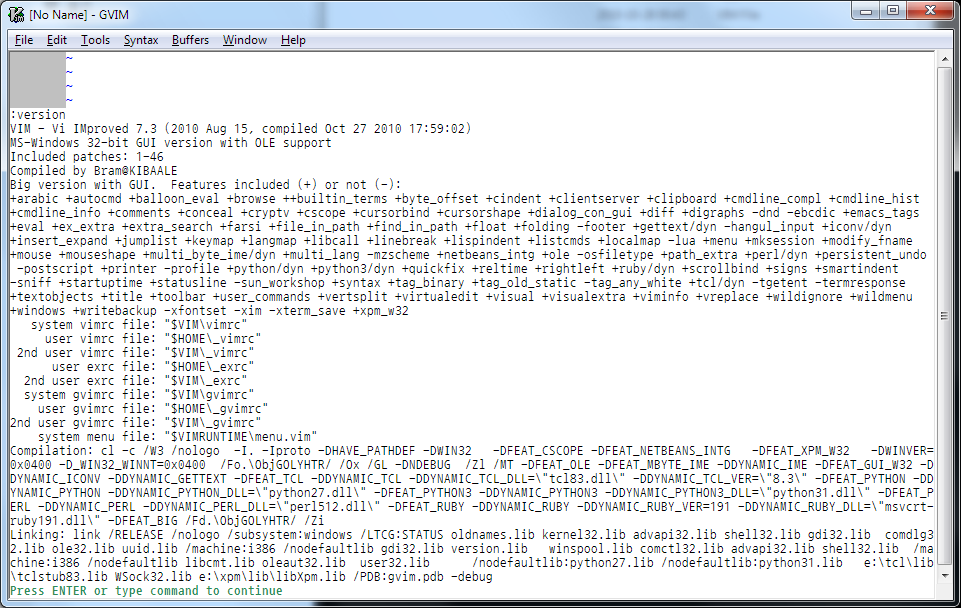 [No Name] - GVIM
File Edit Tools Syntax Buffers Window Help
~
~
~
~
:version
VIM - Vi IMproved 7.3 (2010 Aug 15, compiled Oct 27 2010 17:59:02)
MS-Windows 32-bit GUI version with OLE support
Included patches: 1-46
Compiled by Bram@KIBAALE
Big version with GUI.  Features included (+) or not (-):
+arabic +autocmd +balloon_eval +browse ++builtin_terms +byte_offset +cindent +clientserver +clipboard +cmdline_compl +cmdline_hist
+cmdline_info +comments +conceal +cryptv +cscope +cursorbind +cursorshape +dialog_con_gui +diff +digraphs -dnd -ebcdic +emacs_tags
+eval +ex_extra +extra_search +farsi +file_in_path +find_in_path +float +folding -footer +gettext/dyn -hangul_input +iconv/dyn
+insert_expand +jumplist +keymap +langmap +libcall +linebreak +lispindent +listcmds +localmap -lua +menu +mksession +modify_fname
+mouse +mouseshape +multi_byte_ime/dyn +multi_lang -mzscheme +netbeans_intg +ole -osfiletype +path_extra +perl/dyn +persistent_undo
-postscript +printer -profile +python/dyn +python3/dyn +quickfix +reltime +rightleft +ruby/dyn +scrollbind +signs +smartindent
-sniff +startuptime +statusline -sun_workshop +syntax +tag_binary +tag_old_static -tag_any_white +tcl/dyn -tgetent -termresponse
+textobjects +title +toolbar +user_commands +vertsplit +virtualedit +visual +visualextra +viminfo +vreplace +wildignore +wildmenu
+windows +writebackup -xfontset -xim -xterm_save +xpm_w32
system vimrc file: "$VIM\vimrc"
user vimrc file: "$HOME\_vimrc"
2nd user vimrc file: "$VIM\_vimrc"
user exrc file: "$HOME\_exrc"
2nd user exrc file: "$VIM\_exrc"
system gvimrc file: "$VIM\gvimrc"
user gvimrc file: "$HOME\_gvimrc"
2nd user gvimrc file: "$VIM\_gvimrc"
system menu file: "$VIMRUNTIME\menu.vim"
Compilation: cl -c /W3 /nologo  -I. -Iproto -DHAVE_PATHDEF -DWIN32   -DFEAT_CSCOPE -DFEAT_NETBEANS_INTG   -DFEAT_XPM_W32   -DWINVER=
0x0400 -D_WIN32_WINNT=0x0400  /Fo.\ObjGOLYHTR/ /Ox /GL -DNDEBUG  /Zl /MT -DFEAT_OLE -DFEAT_MBYTE_IME -DDYNAMIC_IME -DFEAT_GUI_W32 -D
DYNAMIC_ICONV -DDYNAMIC_GETTEXT -DFEAT_TCL -DDYNAMIC_TCL -DDYNAMIC_TCL_DLL=\"tcl83.dll\" -DDYNAMIC_TCL_VER=\"8.3\" -DFEAT_PYTHON -DD
YNAMIC_PYTHON -DDYNAMIC_PYTHON_DLL=\"python27.dll\" -DFEAT_PYTHON3 -DDYNAMIC_PYTHON3 -DDYNAMIC_PYTHON3_DLL=\"python31.dll\" -DFEAT_P
ERL -DDYNAMIC_PERL -DDYNAMIC_PERL_DLL=\"perl512.dll\" -DFEAT_RUBY -DDYNAMIC_RUBY -DDYNAMIC_RUBY_VER=191 -DDYNAMIC_RUBY_DLL=\"msvcrt-
ruby191.dll\" -DFEAT_BIG /Fd.\ObjGOLYHTR/ /Zi
Linking: link /RELEASE /nologo /subsystem:windows /LTCG:STATUS oldnames.lib kernel32.lib advapi32.lib shell32.lib gdi32.lib  comdlg3
2.lib ole32.lib uuid.lib /machine:i386 /nodefaultlib gdi32.lib version.lib   winspool.lib comctl32.lib advapi32.lib shell32.lib  /ma
chine:i386 /nodefaultlib libcmt.lib oleaut32.lib  user32.lib      /nodefaultlib:python27.lib /nodefaultlib:python31.lib   e:\tcl\lib
\tclstub83.lib WSock32.lib e:\xpm\lib\libXpm.lib /PDB:gvim.pdb -debug
Press ENTER or type command to continue